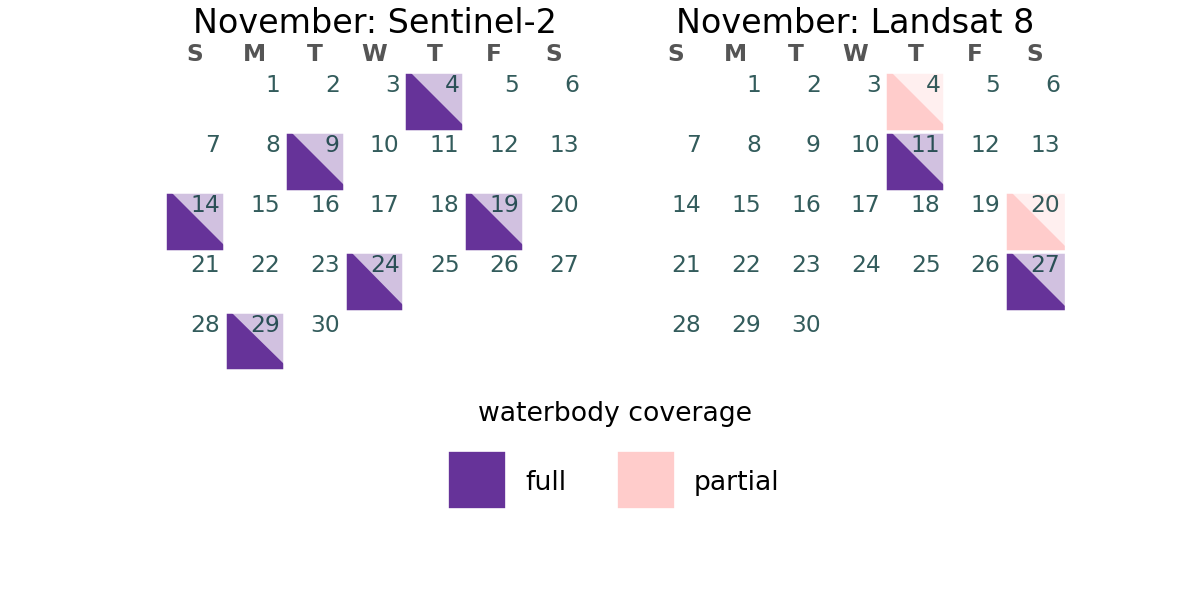 November: Sentinel-2
S M T W T F S
1 2 3 4 5 6
7 8 9 10 11 12 13
14 15 16 17 18 19 20
21 22 23 24 25 26 27
28 29 30
November: Landsat 8
S M T W T F S
1 2 3 4 5 6
7 8 9 10 11 12 13
14 15 16 17 18 19 20
21 22 23 24 25 26 27
28 29 30
waterbody coverage
full partial